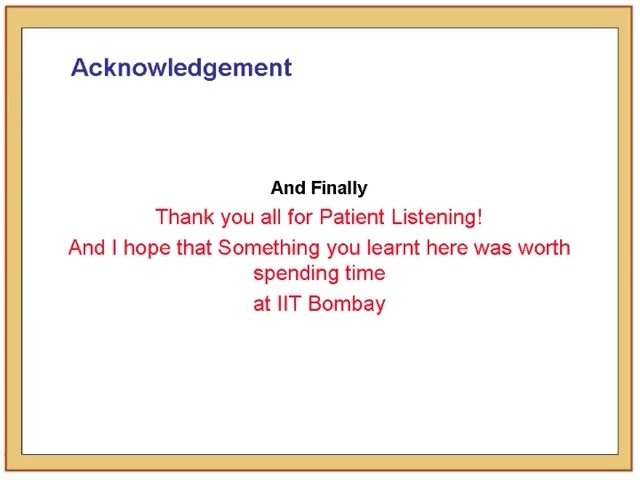 Acknowledgement
And Finally
Thank you all for Patient Listening!
And I hope that Something you learnt here was worth
spending time
at IIT Bombay